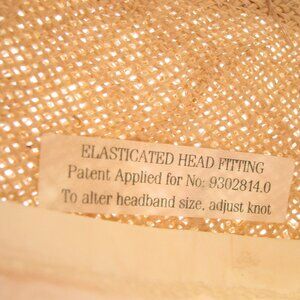 ELASTICATED HEAD FITTING
Patent Applied for No: 9302814.0
To alter headband size, adjust knot